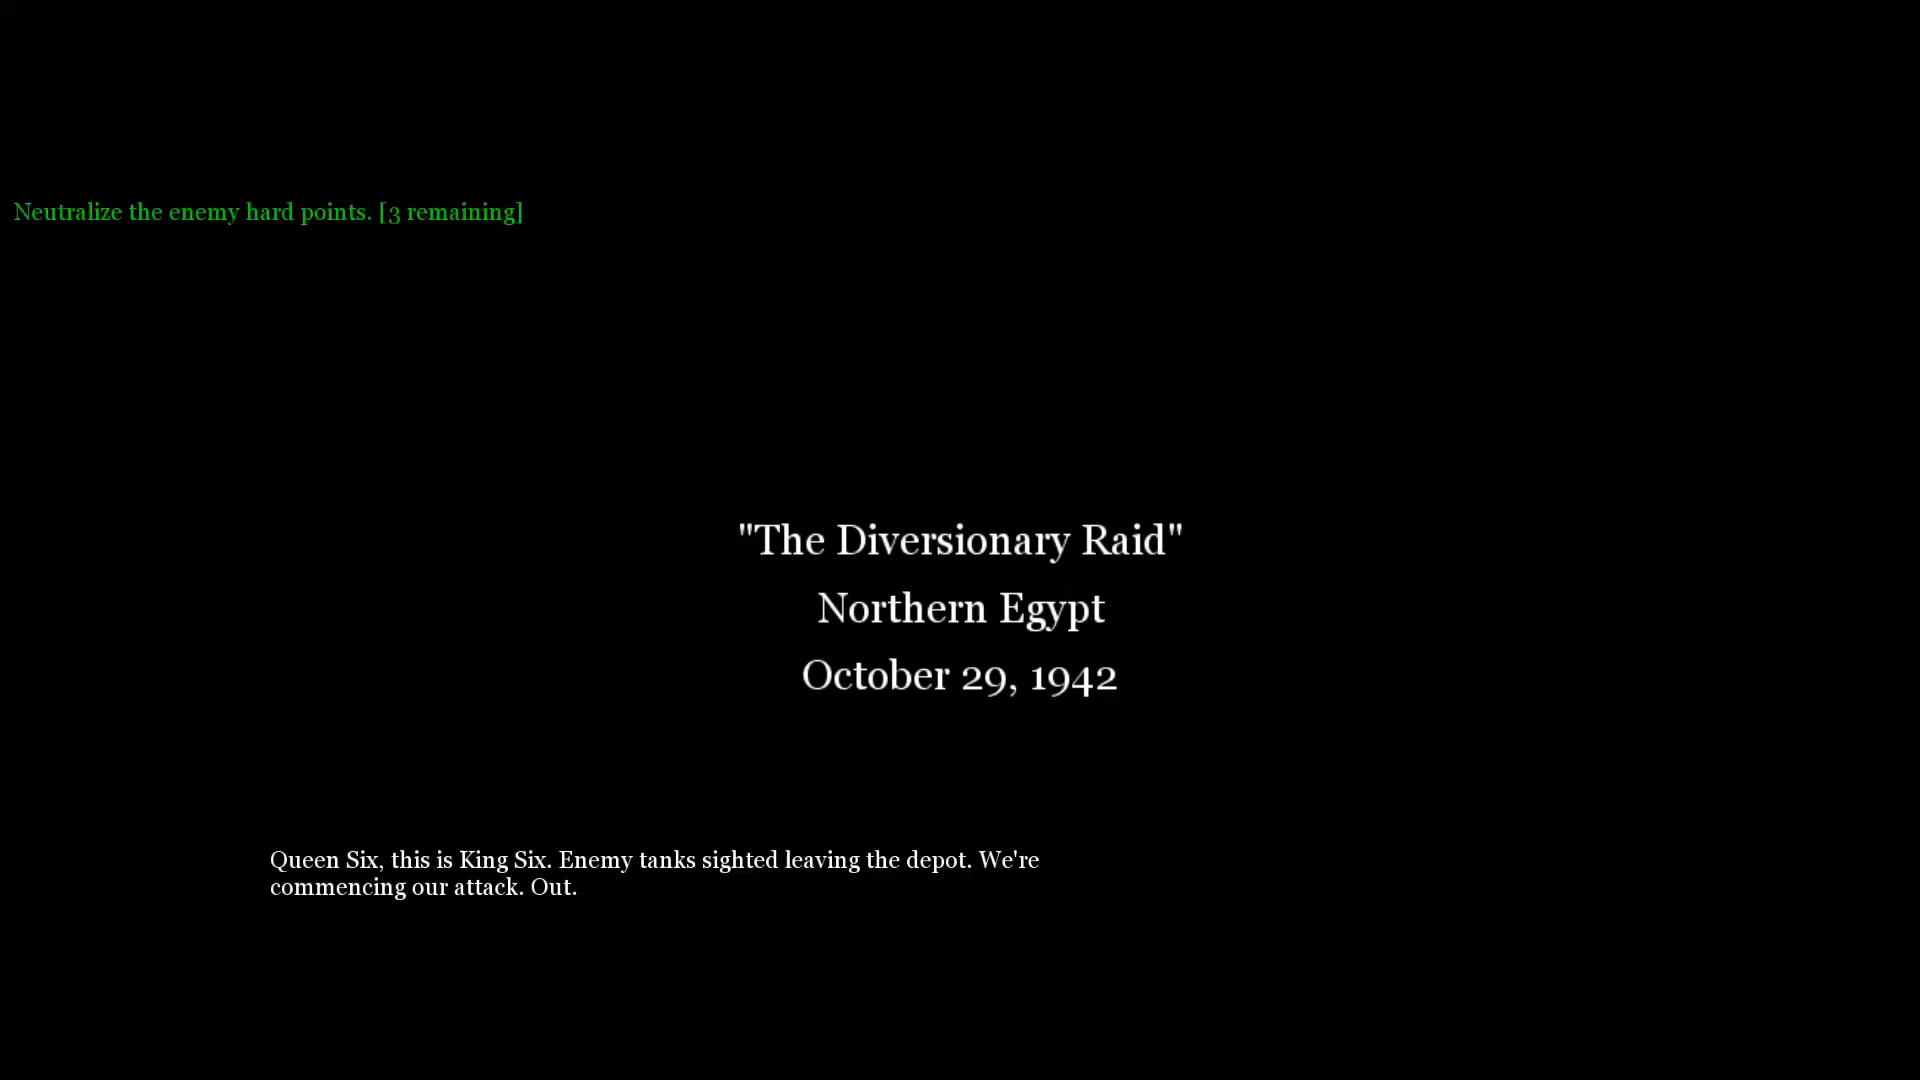 Neutralize the enemy hard points. [3 remaining]
"The Diversionary Raid"
Northern Egypt
October 29, 1942
Queen Six, this is King Six. Enemy tanks sighted leaving the depot. We're
commencing our attack. Out.